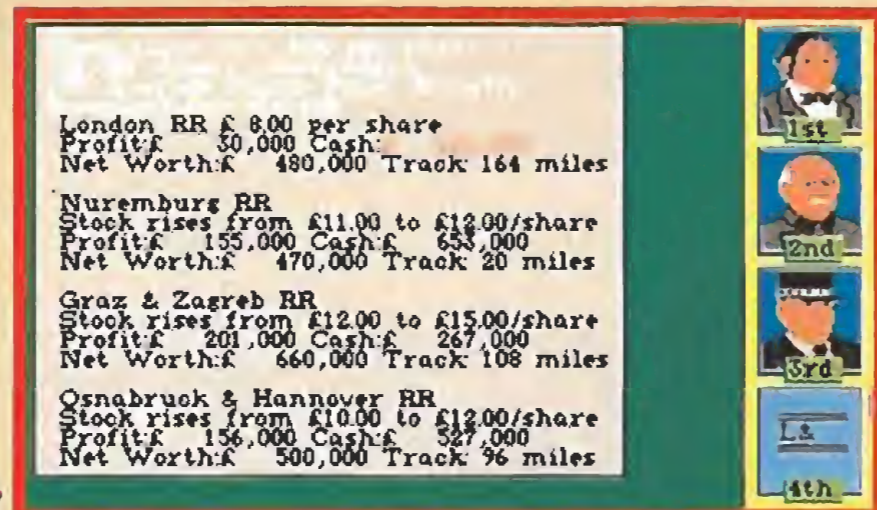 London RR £ 8.00 per share
Profit:£ 30,000 Cash:
Net Worth:£ 480,000 Track: 164 miles
Nuremburg RR
Stock rises from £11.00 to £12.00/share
Profit:£ 155,000 Cash:£ 653,000
Net Worth:£ 470,000 Track: 20 miles
Graz & Zagreb RR
Stock rises from £12.00 to £15.00/share
Profit:£ 201,000 Cash:£ 267,000
Net Worth:£ 660,000 Track: 108 miles
Osnabruck & Hannover RR
Stock rises from £10.00 to £12.00/share
Profit:£ 156,000 Cash:£ 527,000
Net Worth:£ 500,000 Track: 96 miles
1st
2nd
3rd
L&
4th